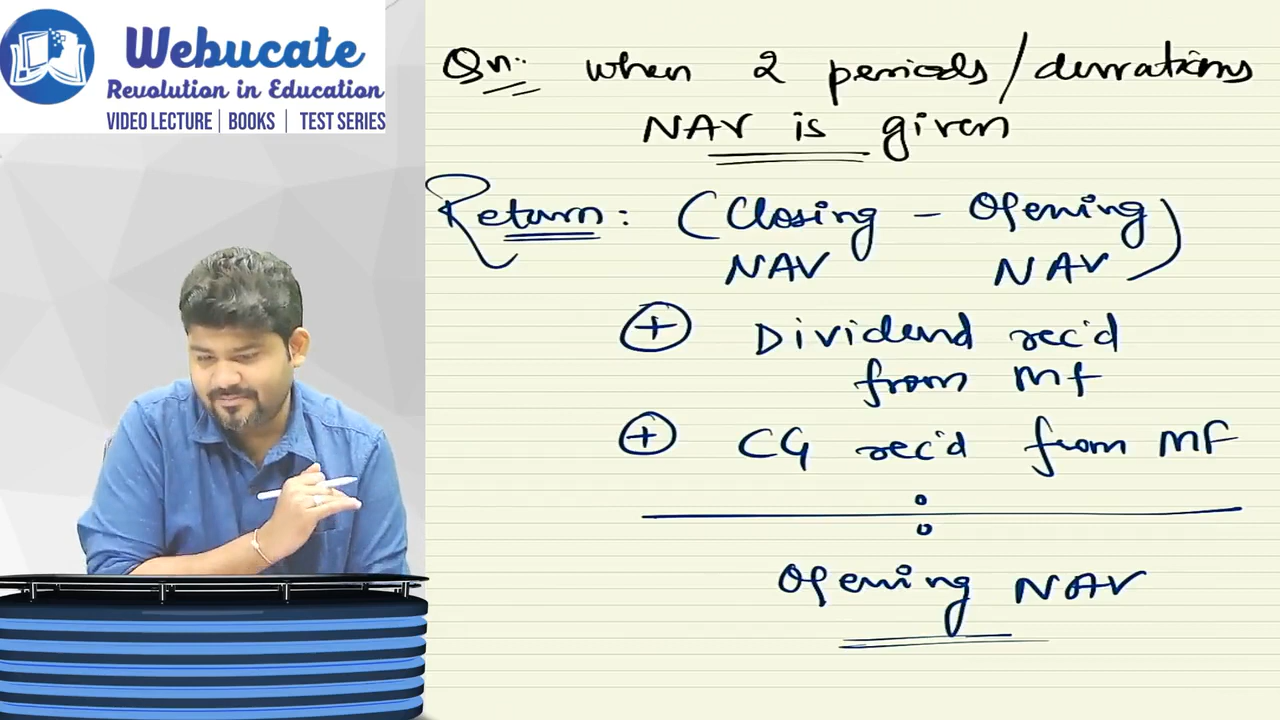 Webucate
Revolution in Education
VIDEO LECTURE | BOOKS | TEST SERIES
Qn: when 2 periods/durrations
NAV is given
Return: (Closing - Opening
NAV NAV)
+ Dividend rec'd
from MF
+ CG rec'd from MF
÷
Opening NAV